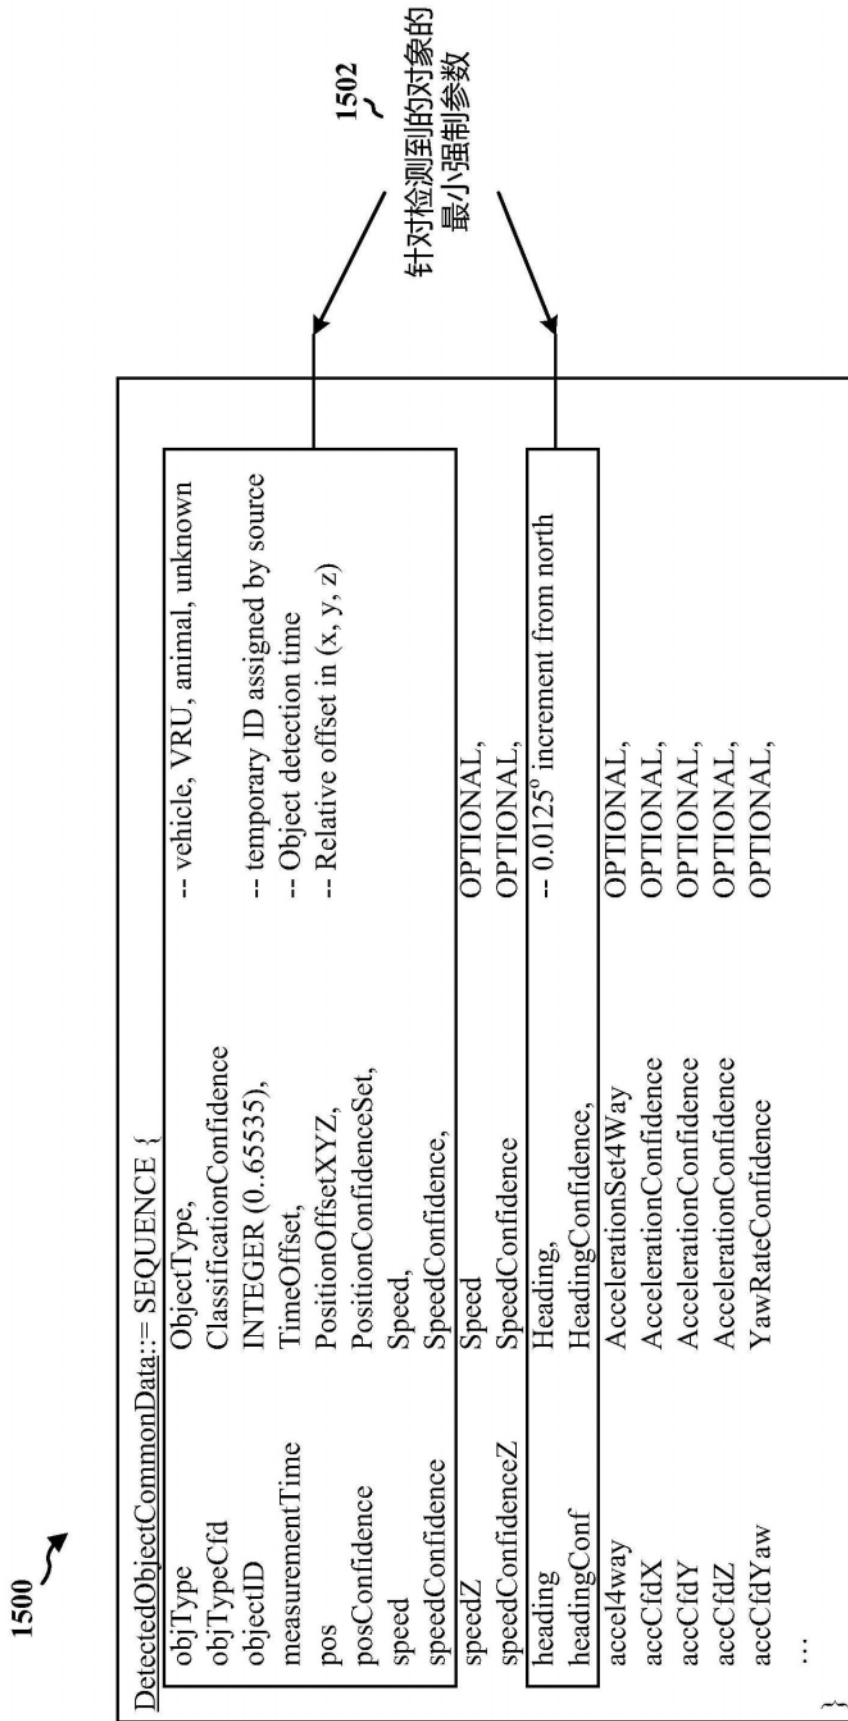 1500
DetectedObjectCommonData::= SEQUENCE {
objType ObjectType, -- vehicle, VRU, animal, unknown
objTypeCfd ClassificationConfidence
objectID INTEGER (0..65535), -- temporary ID assigned by source
measurementTime TimeOffset, -- Object detection time
pos PositionOffsetXYZ, -- Relative offset in (x, y, z)
posConfidence PositionConfidenceSet,
speed Speed,
speedConfidence SpeedConfidence,
speedZ Speed OPTIONAL,
speedConfidenceZ SpeedConfidence OPTIONAL,
heading Heading, -- 0.0125° increment from north
headingConf HeadingConfidence,
accel4way AccelerationSet4Way OPTIONAL,
accCfdX AccelerationConfidence OPTIONAL,
accCfdY AccelerationConfidence OPTIONAL,
accCfdZ AccelerationConfidence OPTIONAL,
accCfdYaw YawRateConfidence OPTIONAL,
...
}
1502
针对检测到的对象的
最小强制参数